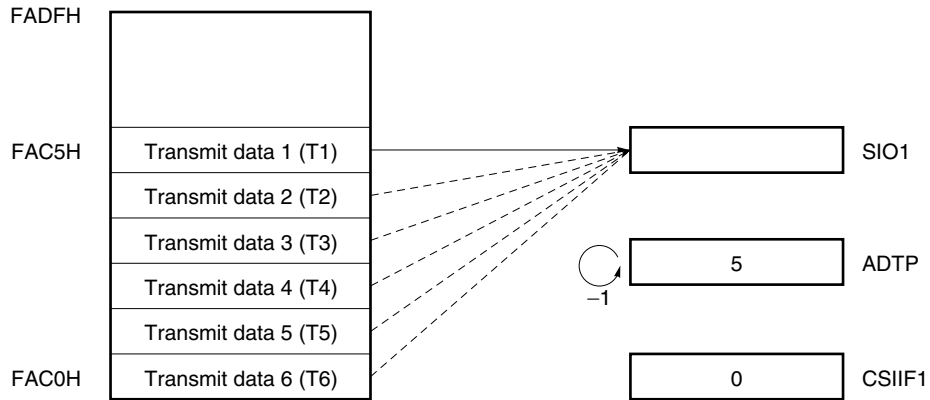 FADFH
FAC5H Transmit data 1 (T1) SIO1
Transmit data 2 (T2)
Transmit data 3 (T3) 5 ADTP
Transmit data 4 (T4) –1
Transmit data 5 (T5)
FAC0H Transmit data 6 (T6) 0 CSIIF1